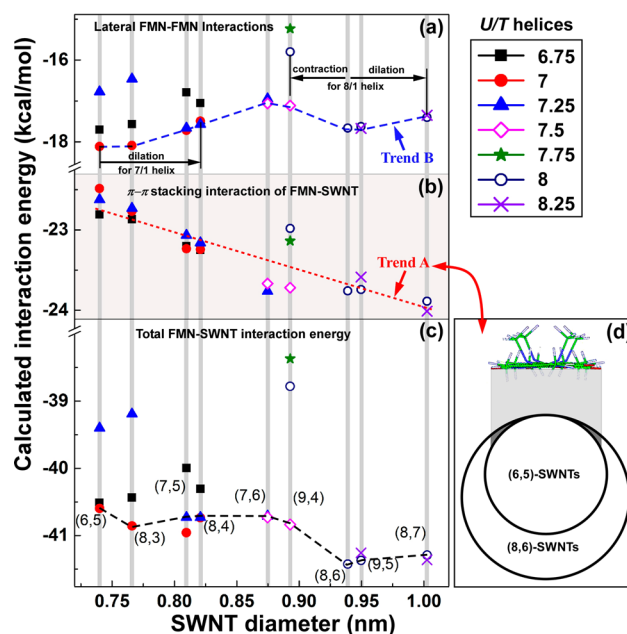 Lateral FMN-FMN Interactions
(a)
contraction
dilation
for 8/1 helix
Trend B
dilation
for 7/1 helix
-16
-17
-18
π-π stacking interaction of FMN-SWNT
(b)
Trend A
-23
-24
Total FMN-SWNT interaction energy
(c)
-39
-40
-41
(6,5)
(8,3)
(7,5)
(8,4)
(7,6)
(9,4)
(8,6)
(9,5)
(8,7)
0.75
0.80
0.85
0.90
0.95
1.00
SWNT diameter (nm)
Calculated interaction energy (kcal/mol)
U/T helices
6.75
7
7.25
7.5
7.75
8
8.25
(d)
(6,5)-SWNTs
(8,6)-SWNTs